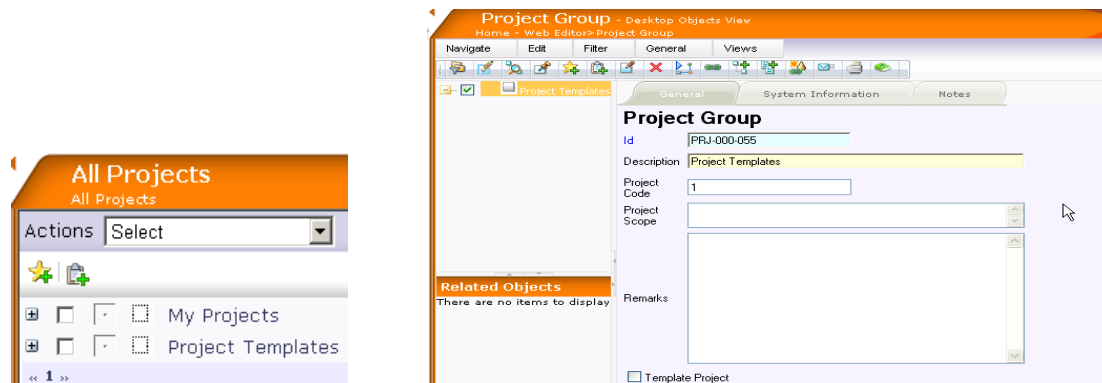 All Projects
All Projects
Actions Select
My Projects
Project Templates
« 1 »
Project Group - Desktop Objects View
Home - Web Editor>Project Group
Navigate Edit Filter General Views
Project Templates
General System Information Notes
Project Group
Id PRJ-000-055
Description Project Templates
Project Code 1
Project Scope
Remarks
Template Project
Related Objects
There are no items to display